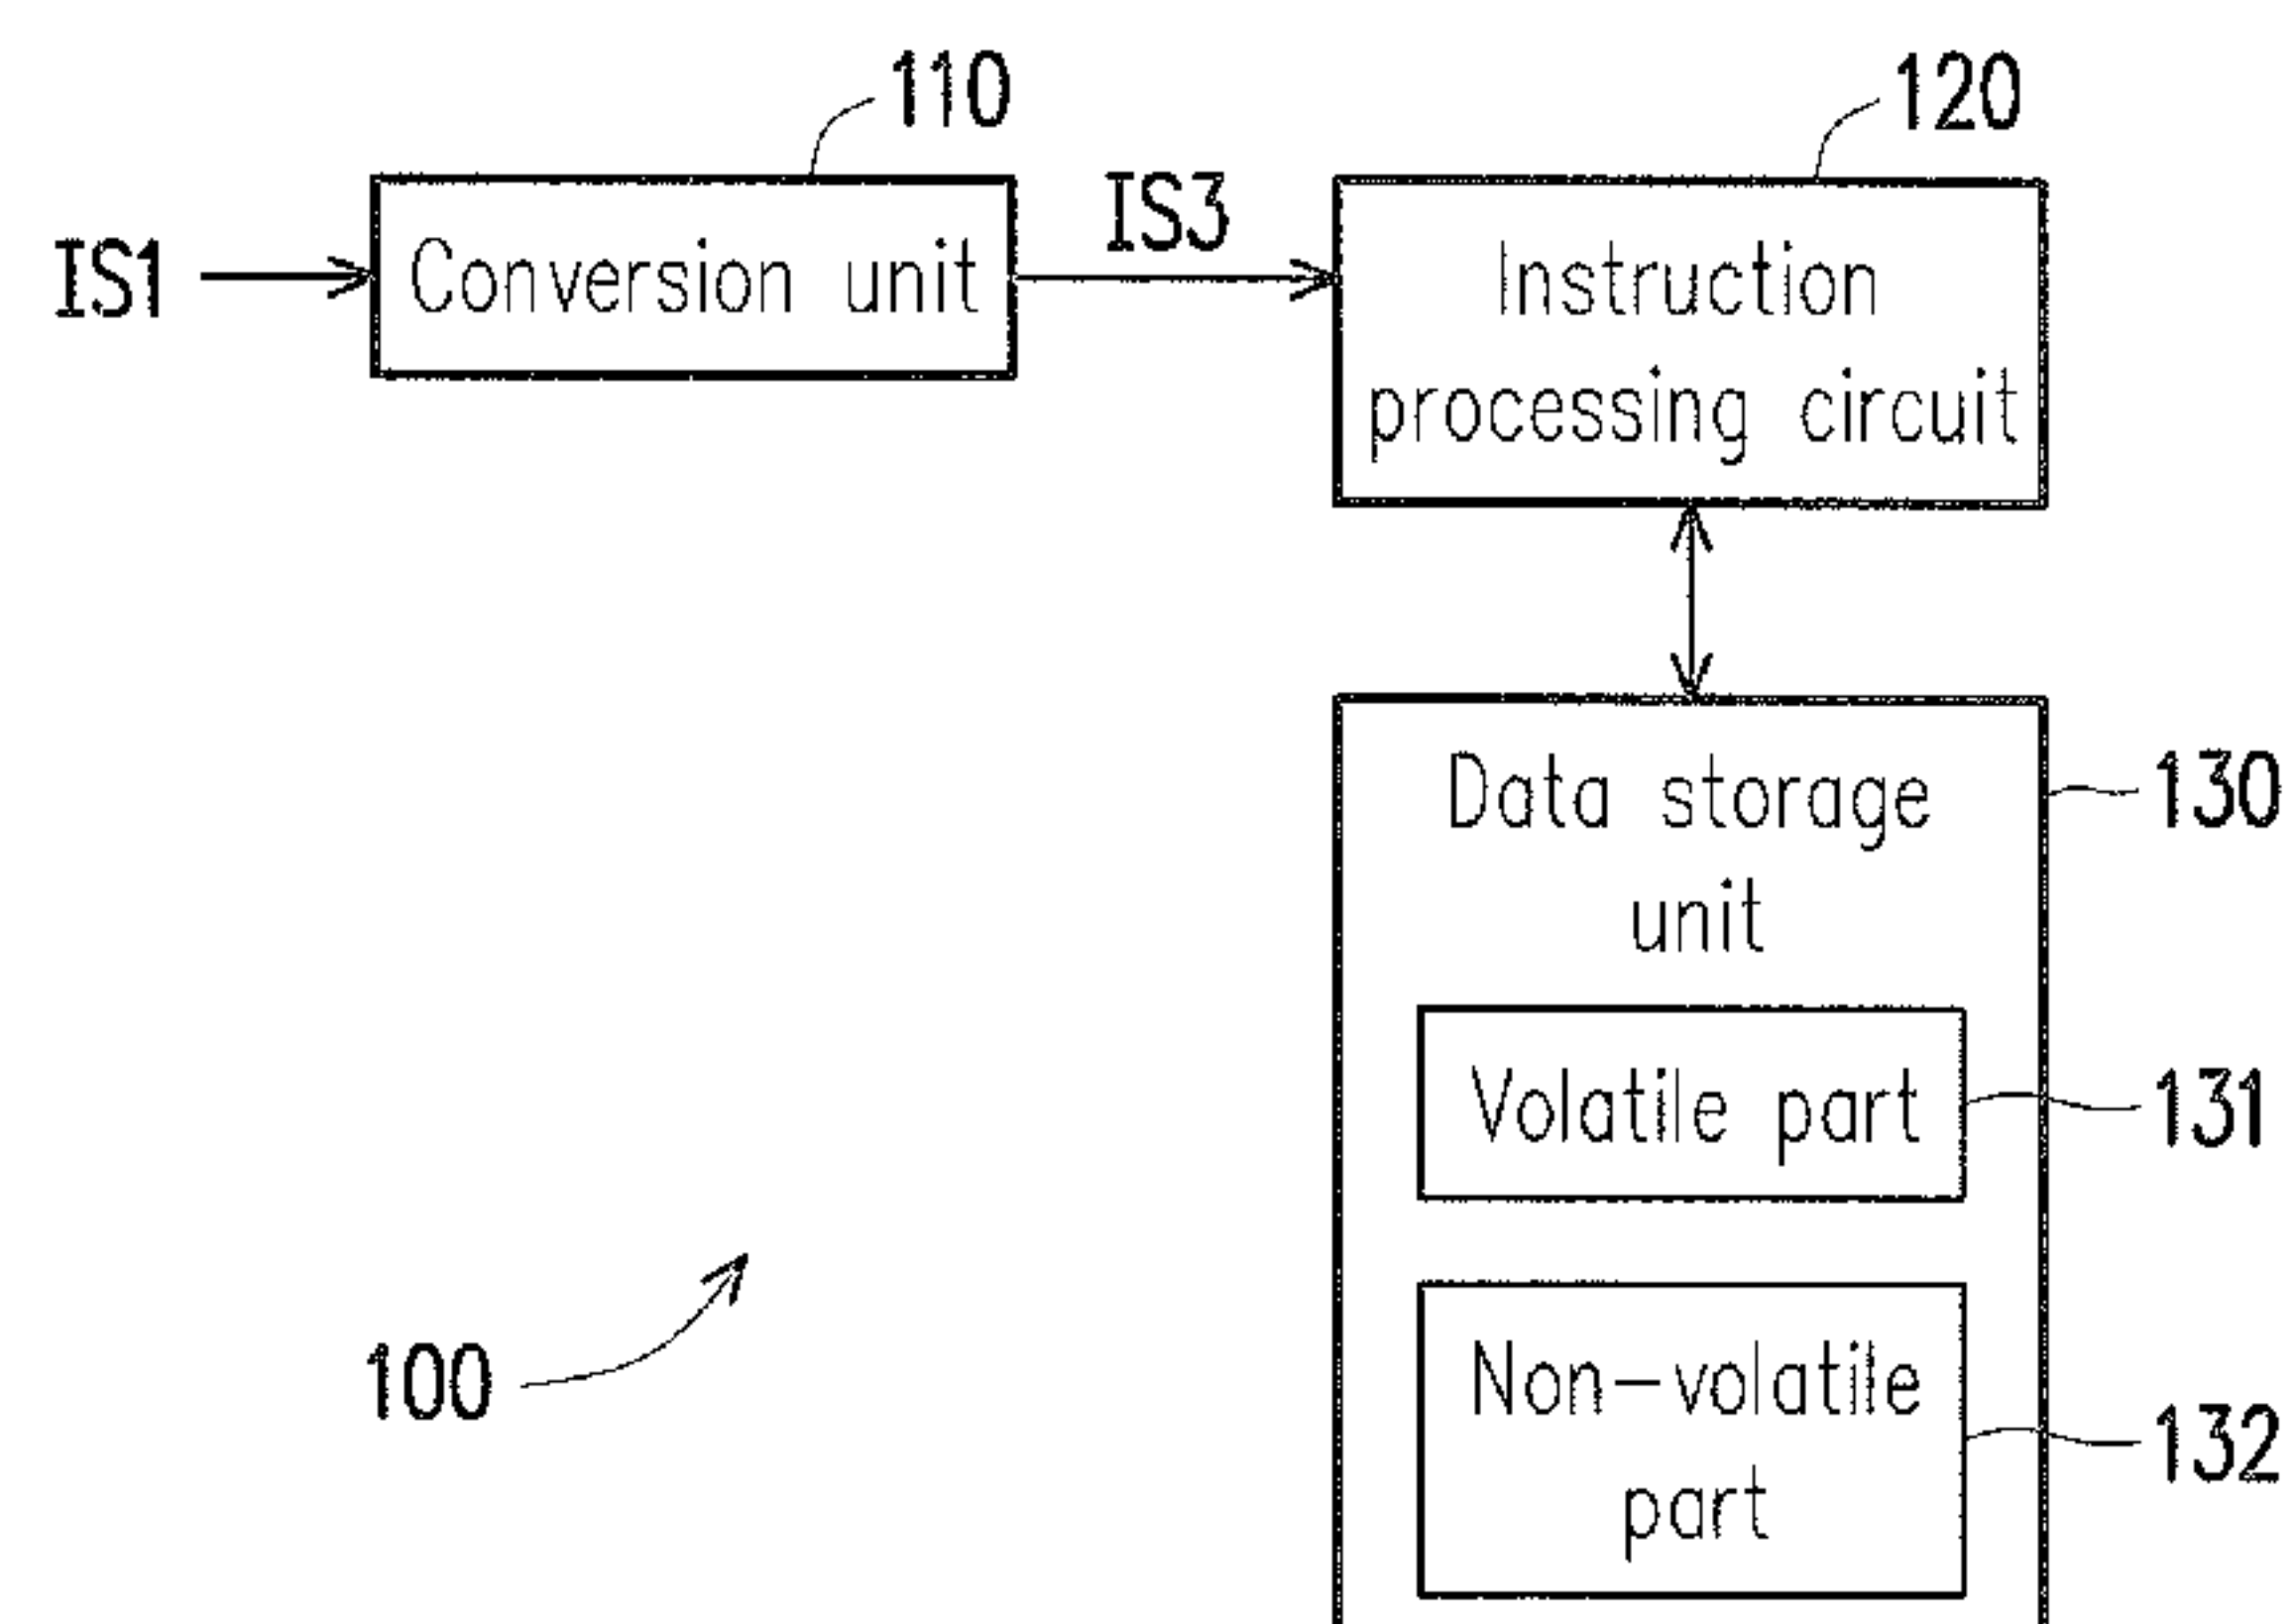 110
120
IS1
Conversion unit
IS3
Instruction
processing circuit
Data storage
unit
130
Volatile part
131
100
Non-volatile
part
132